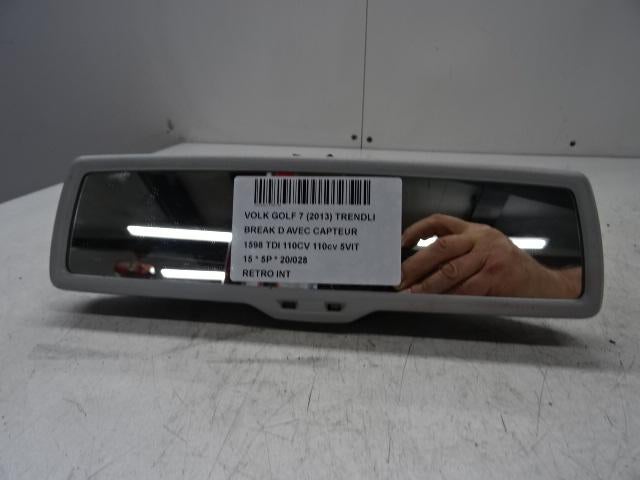 VOLK GOLF 7 (2013) TRENDLI
BREAK D AVEC CAPTEUR
1598 TDI 110CV 110cv 5VIT
15 * 5P * 20/028
RETRO INT